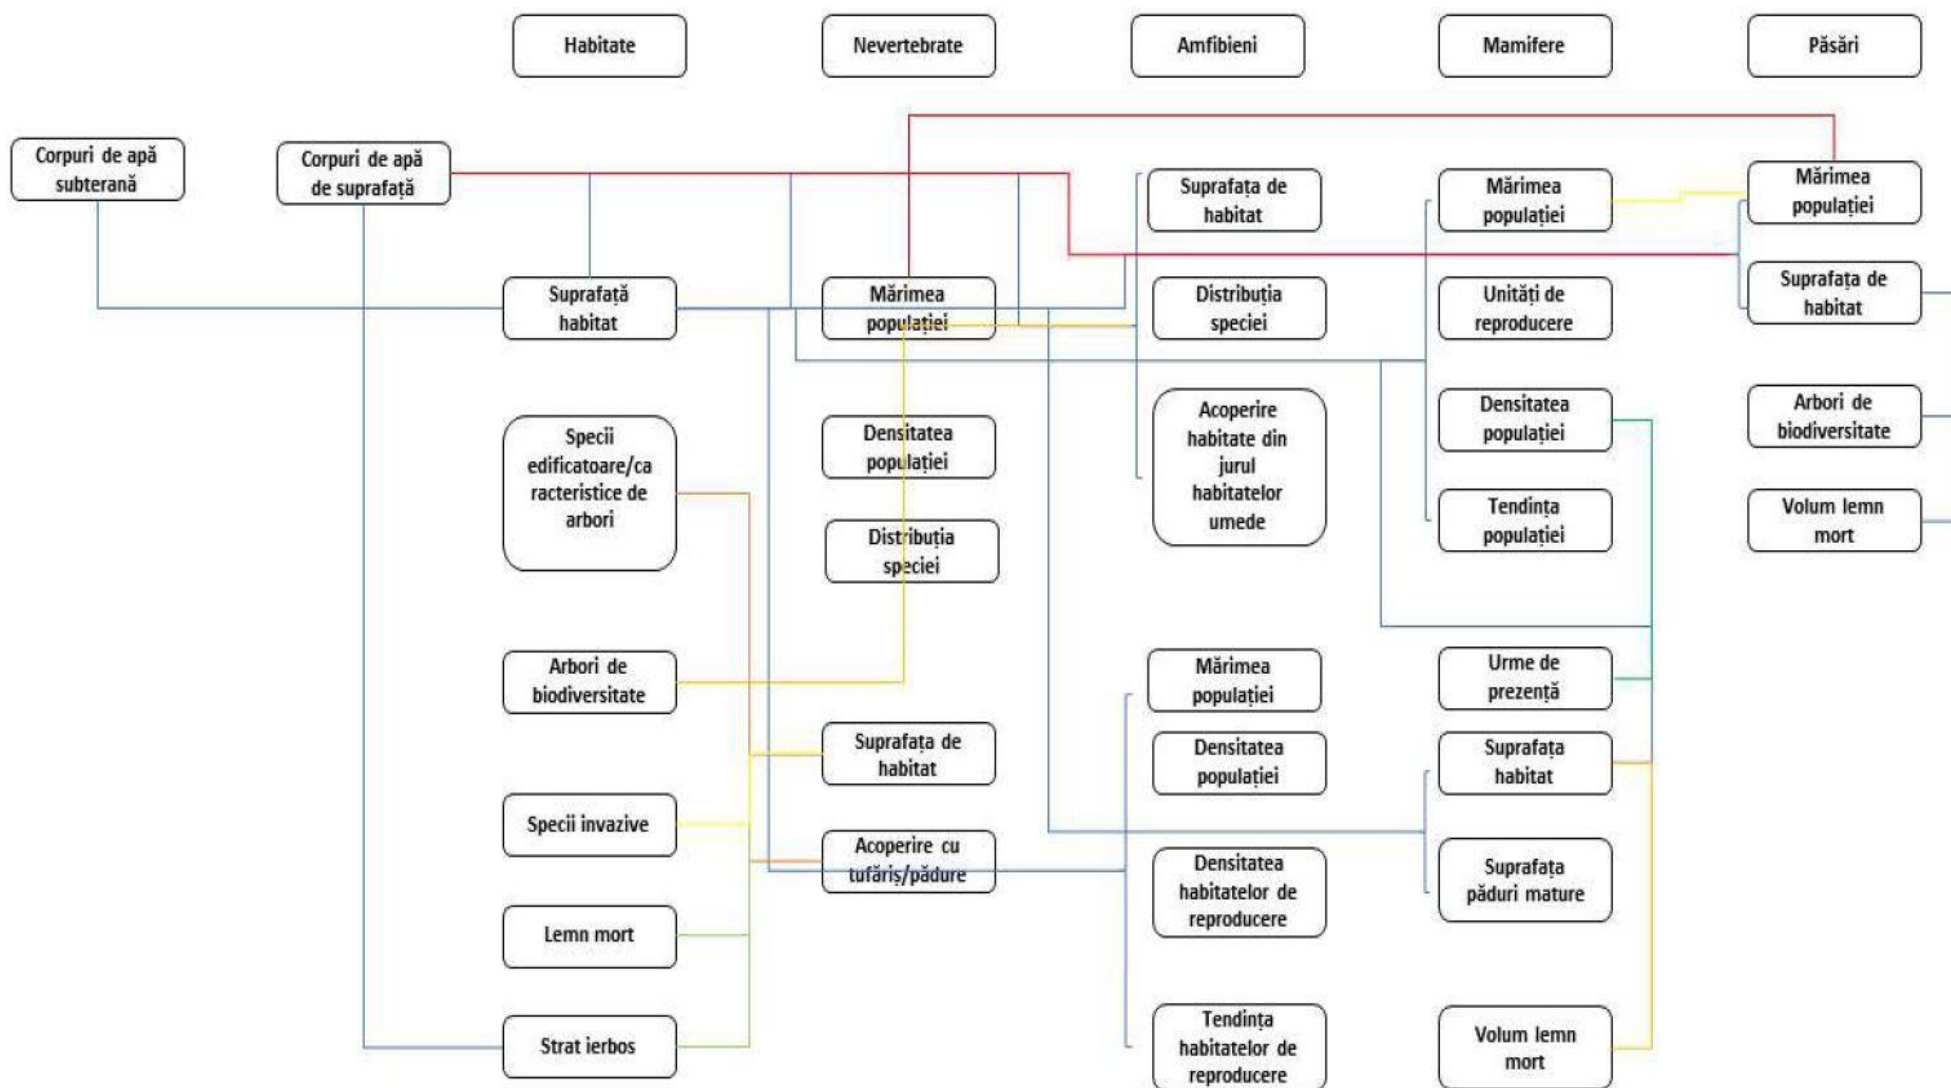 Habitate
Nevertebrate
Amfibieni
Mamifere
Păsări
Corpuri de apă
subterană
Corpuri de apă
de suprafață
Suprafață
habitat
Specii
edificatoare/ca
racteristice de
arbori
Arbori de
biodiversitate
Specii invazive
Lemn mort
Strat ierbos
Mărimea
populației
Densitatea
populației
Distribuția
speciei
Suprafața de
habitat
Acoperire cu
tufăriș/pădure
Suprafața de
habitat
Distribuția
speciei
Acoperire
habitate din
jurul
habitatelor
umede
Mărimea
populației
Densitatea
populației
Densitatea
habitatelor de
reproducere
Tendința
habitatelor de
reproducere
Mărimea
populației
Unități de
reproducere
Densitatea
populației
Tendința
populației
Urme de
prezență
Suprafața
habitat
Suprafața
păduri mature
Volum lemn
mort
Mărimea
populației
Suprafața de
habitat
Arbori de
biodiversitate
Volum lemn
mort